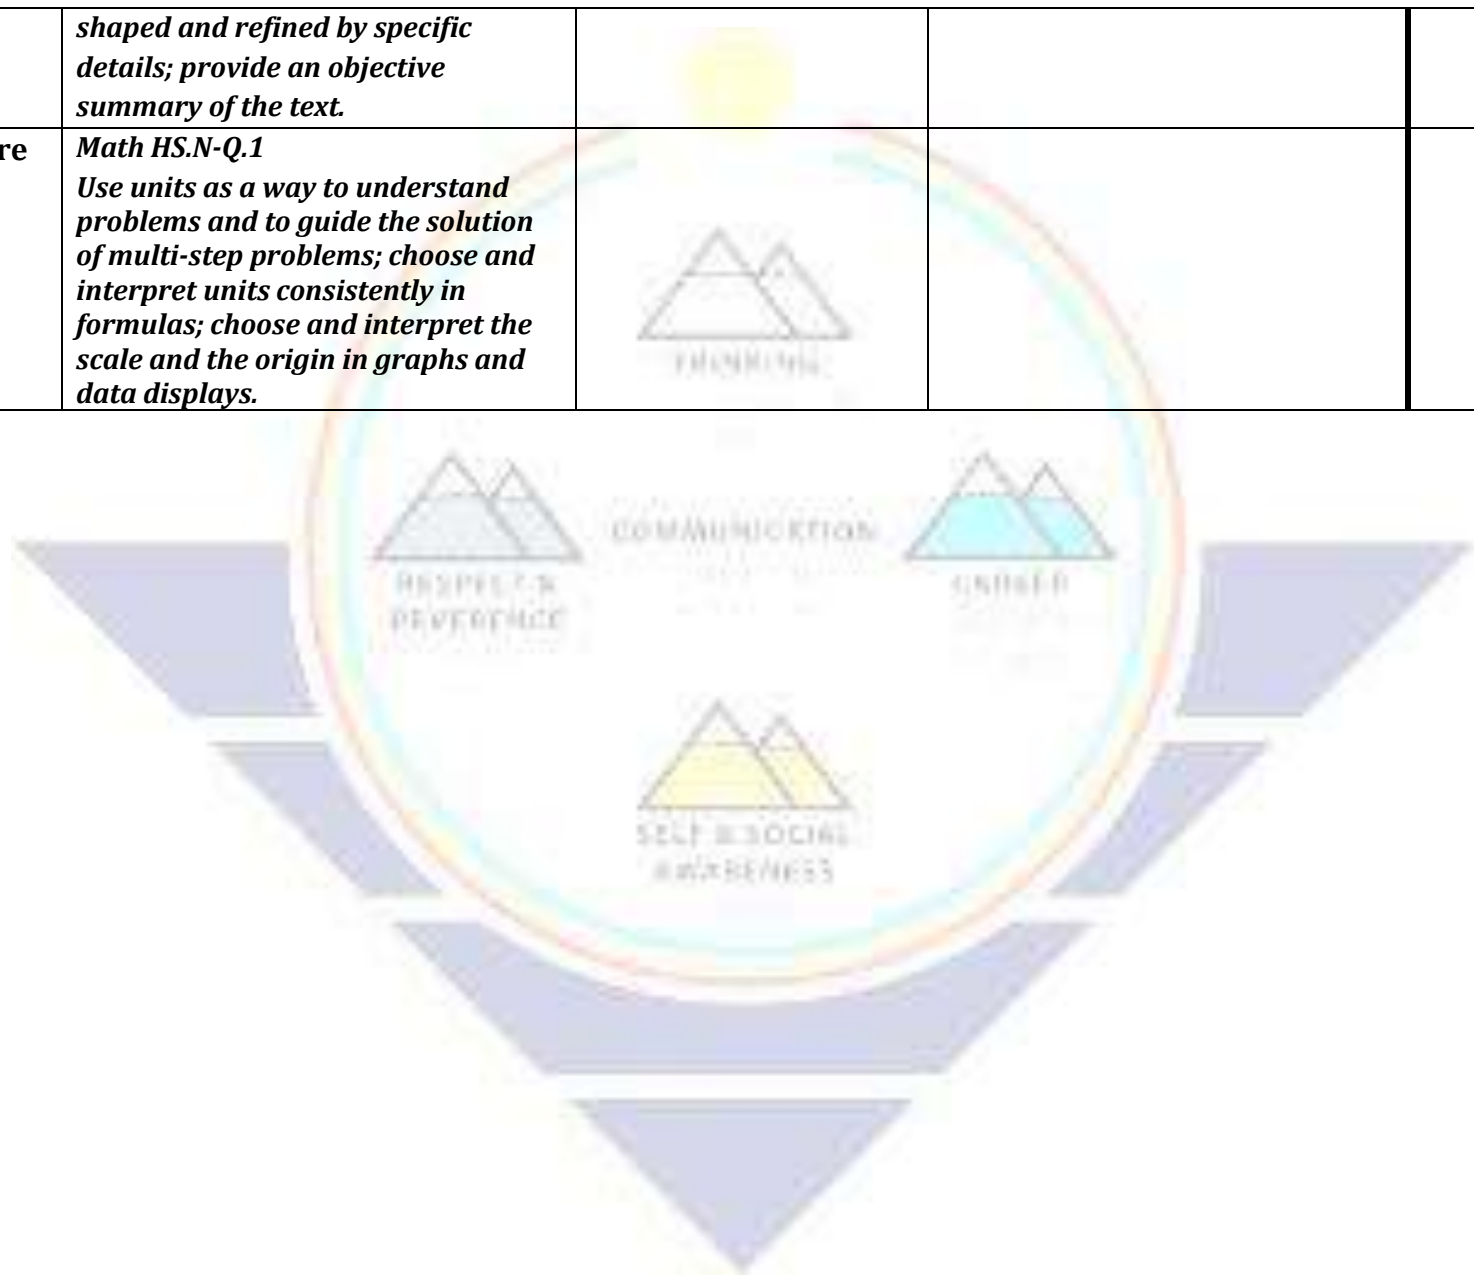 shaped and refined by specific
details; provide an objective
summary of the text.
re
Math HS.N-Q.1
Use units as a way to understand
problems and to guide the solution
of multi-step problems; choose and
interpret units consistently in
formulas; choose and interpret the
scale and the origin in graphs and
data displays.
THINKING
COMMUNICATION
RESPECT &
REVERENCE
CAREER
SELF & SOCIAL
AWARENESS